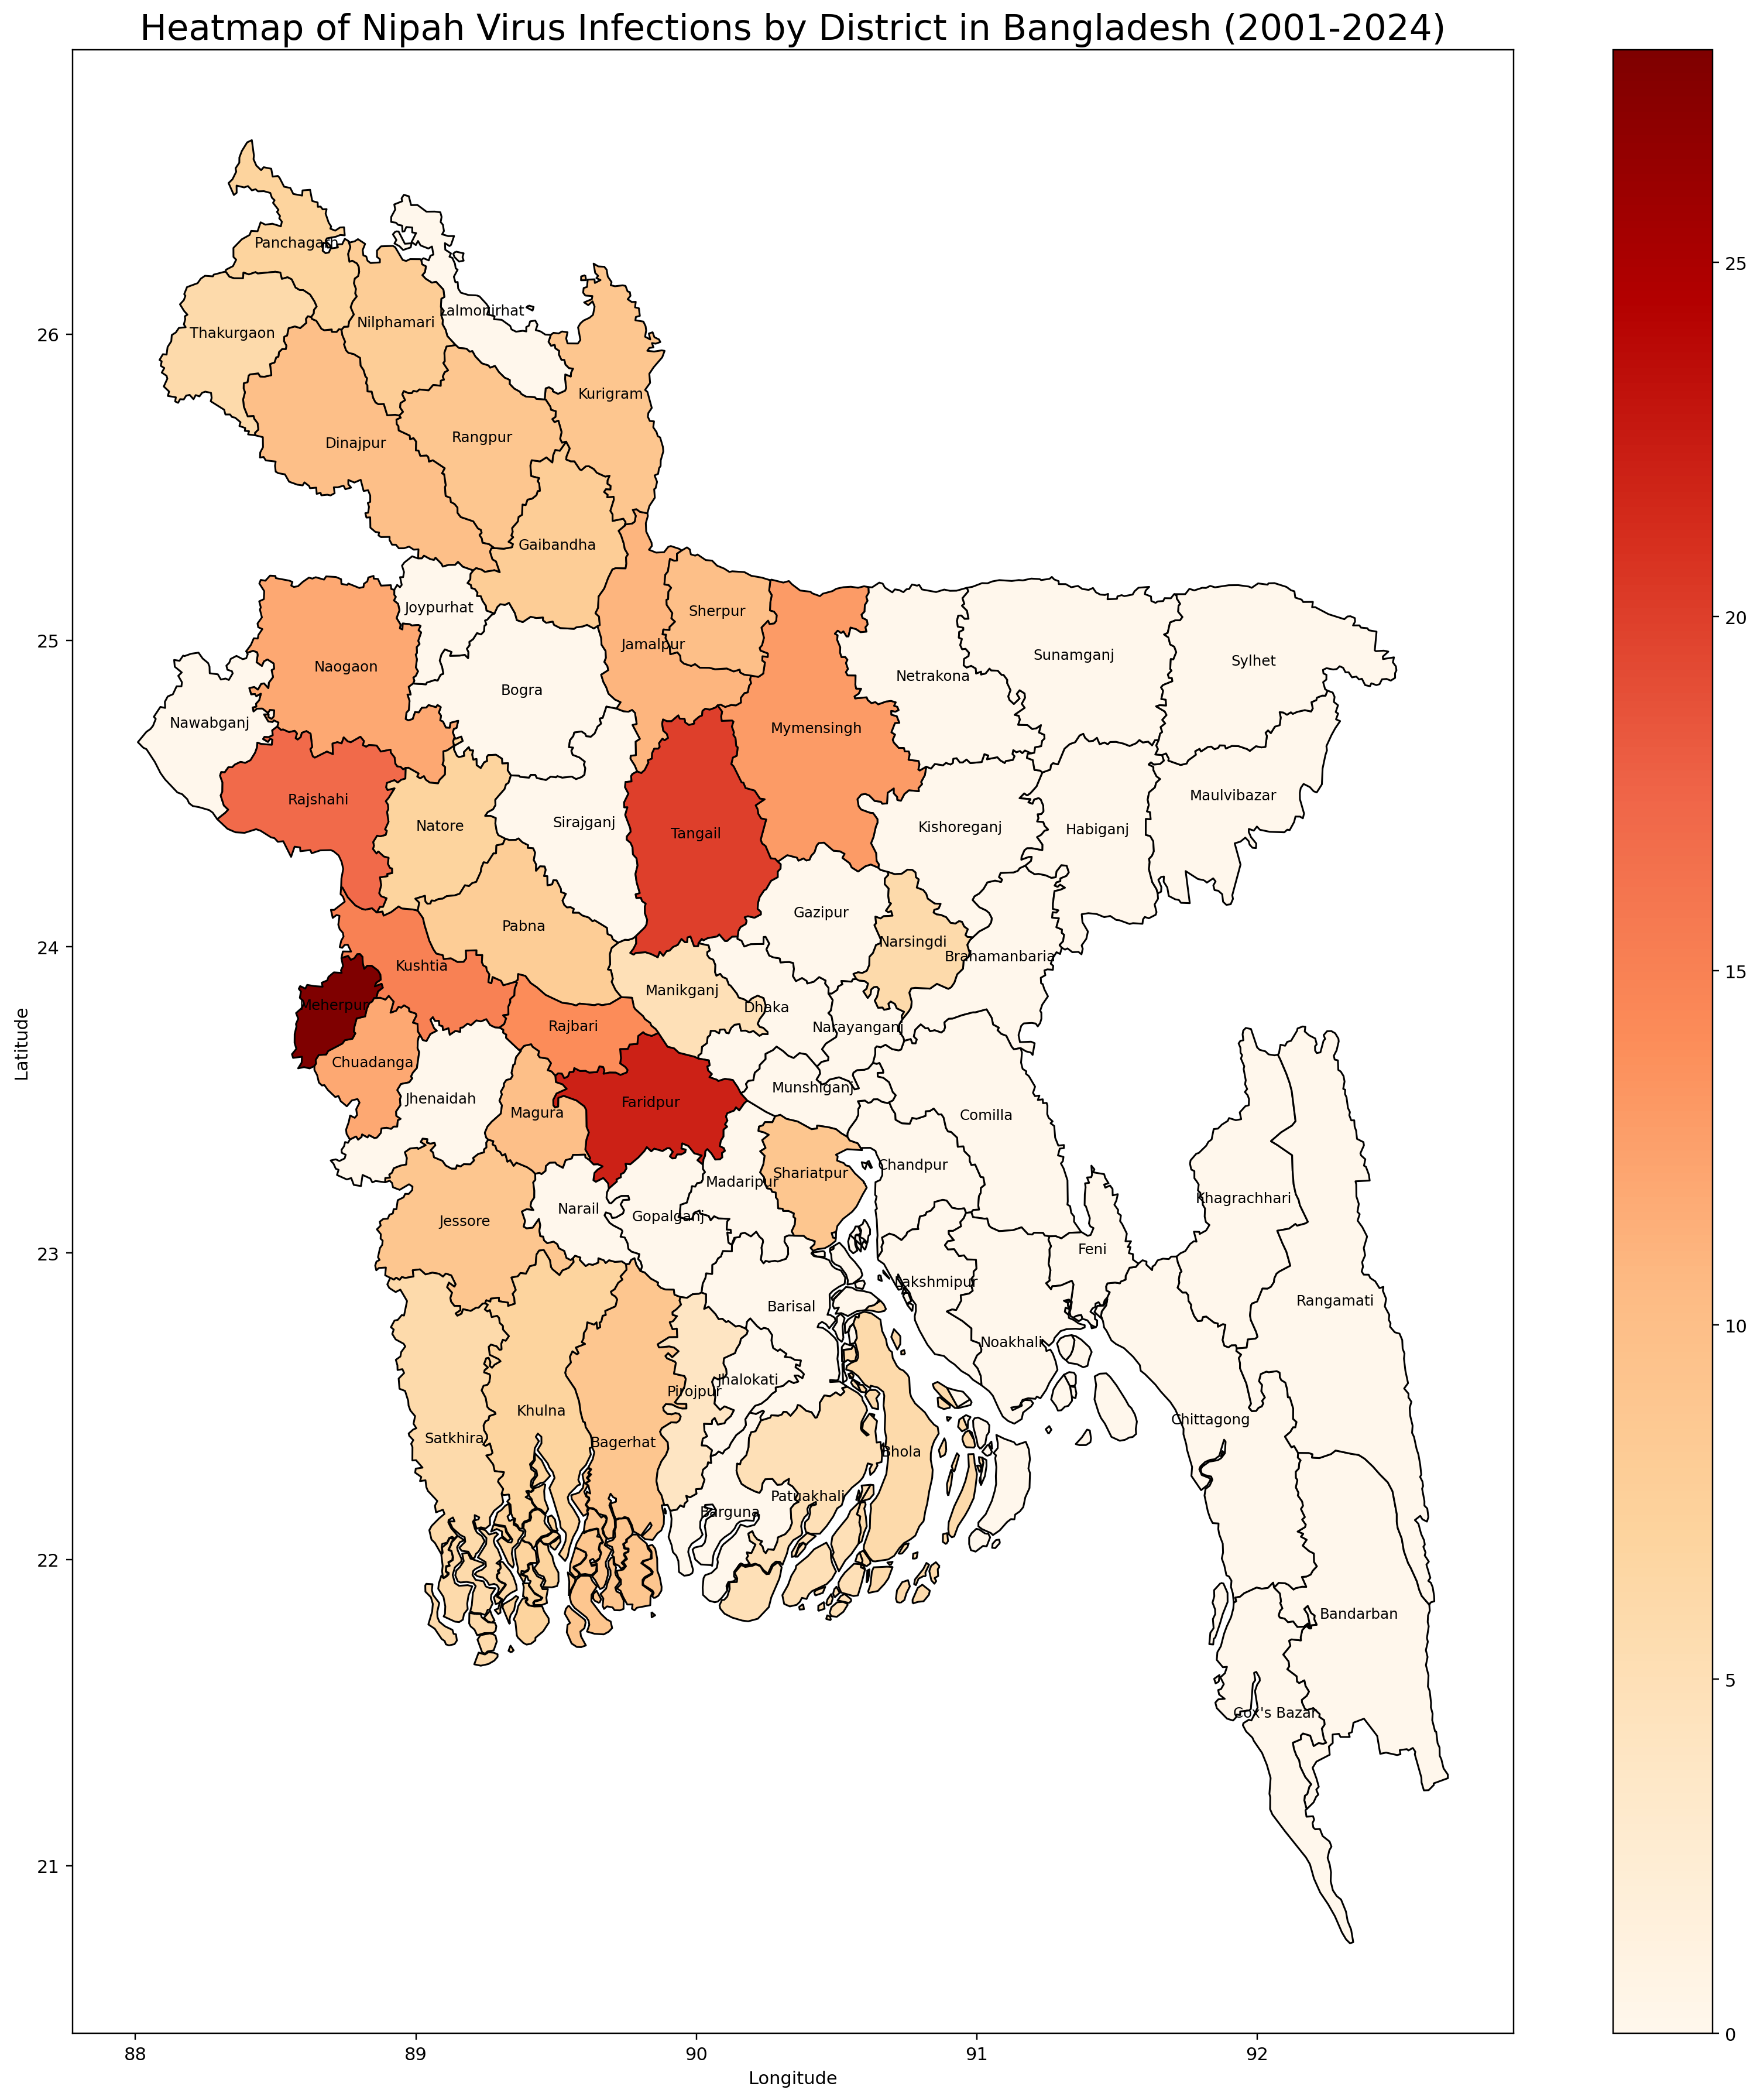 Heatmap of Nipah Virus Infections by District in Bangladesh (2001-2024)
Panchagarh
Lalmonirhat
Nilphamari
Thakurgaon
Kurigram
Rangpur
Dinajpur
Gaibandha
Joypurhat
Sherpur
Jamalpur
Naogaon
Sunamganj
Sylhet
Netrakona
Bogra
Nawabganj
Mymensingh
Maulvibazar
Rajshahi
Natore
Sirajganj
Tangail
Kishoreganj
Habiganj
Gazipur
Pabna
Narsingdi
Brahamanbaria
Kushtia
Manikganj
Meherpur
Dhaka
Rajbari
Narayanganj
Chuadanga
Munshiganj
Jhenaidah
Faridpur
Magura
Comilla
Chandpur
Shariatpur
Madaripur
Khagrachhari
Narail
Gopalganj
Jessore
Feni
Lakshmipur
Rangamati
Barisal
Noakhali
Jhalokati
Pirojpur
Khulna
Chittagong
Satkhira
Bagerhat
Bhola
Patuakhali
Barguna
Bandarban
Cox's Bazar
26
25
24
23
22
21
Latitude
88
89
90
91
92
Longitude
25
20
15
10
5
0